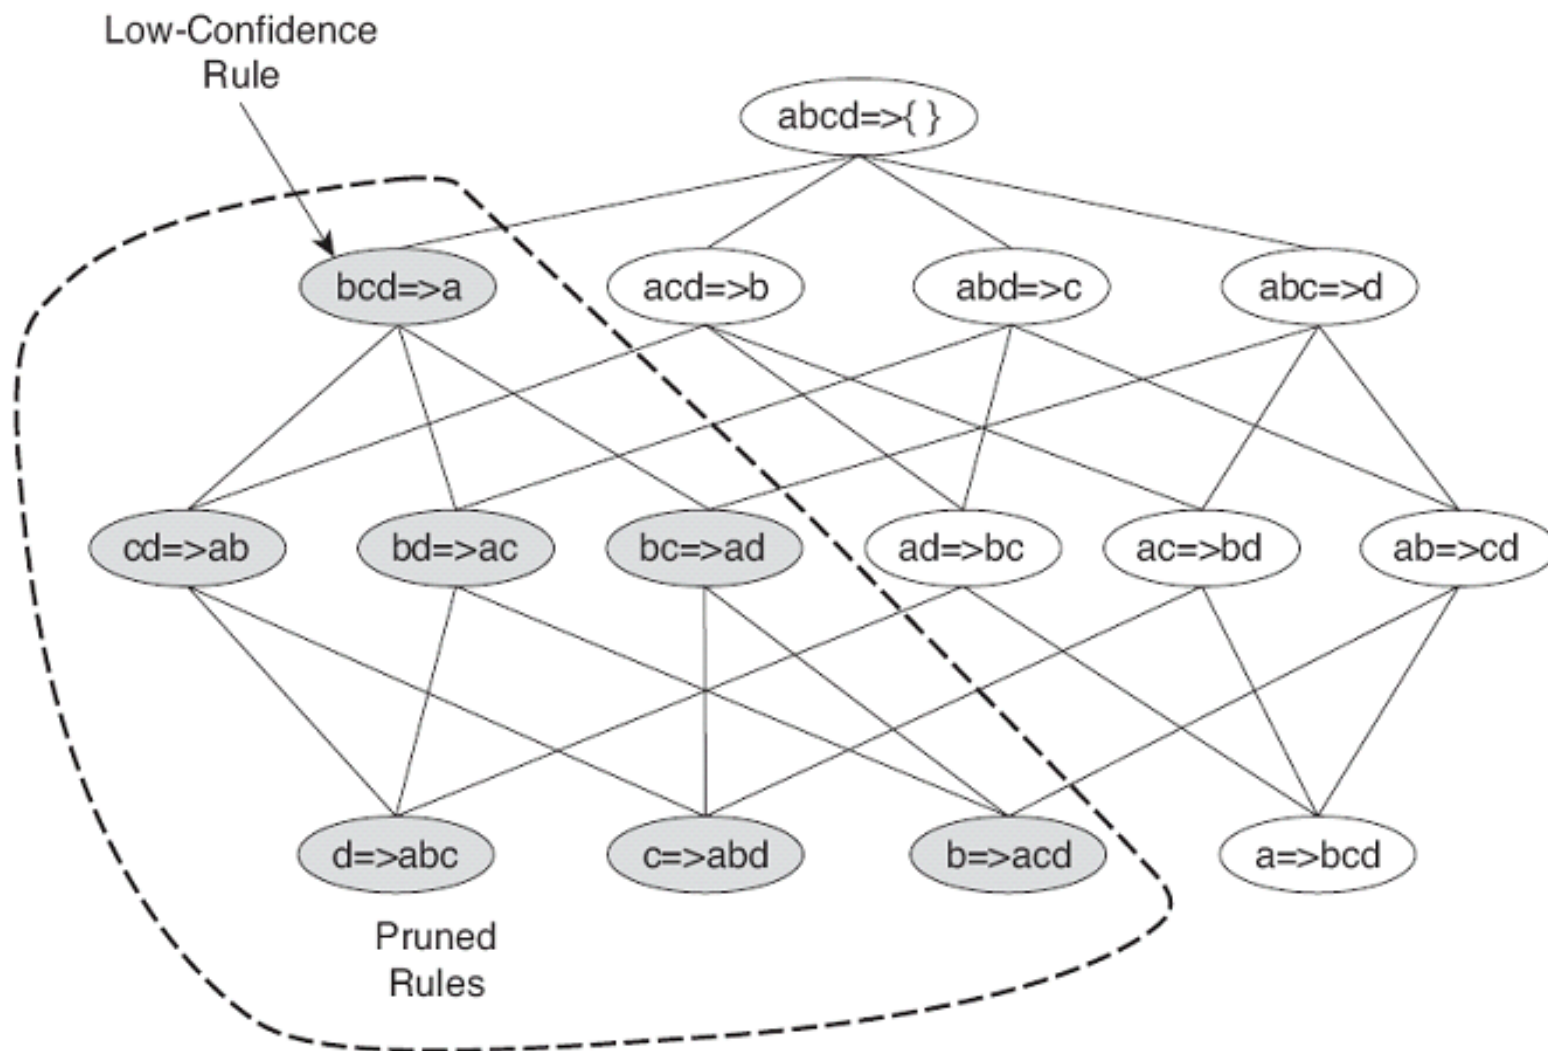 Low-Confidence
Rule
abcd=>{ }
bcd=>a
acd=>b
abd=>c
abc=>d
cd=>ab
bd=>ac
bc=>ad
ad=>bc
ac=>bd
ab=>cd
d=>abc
c=>abd
b=>acd
a=>bcd
Pruned
Rules